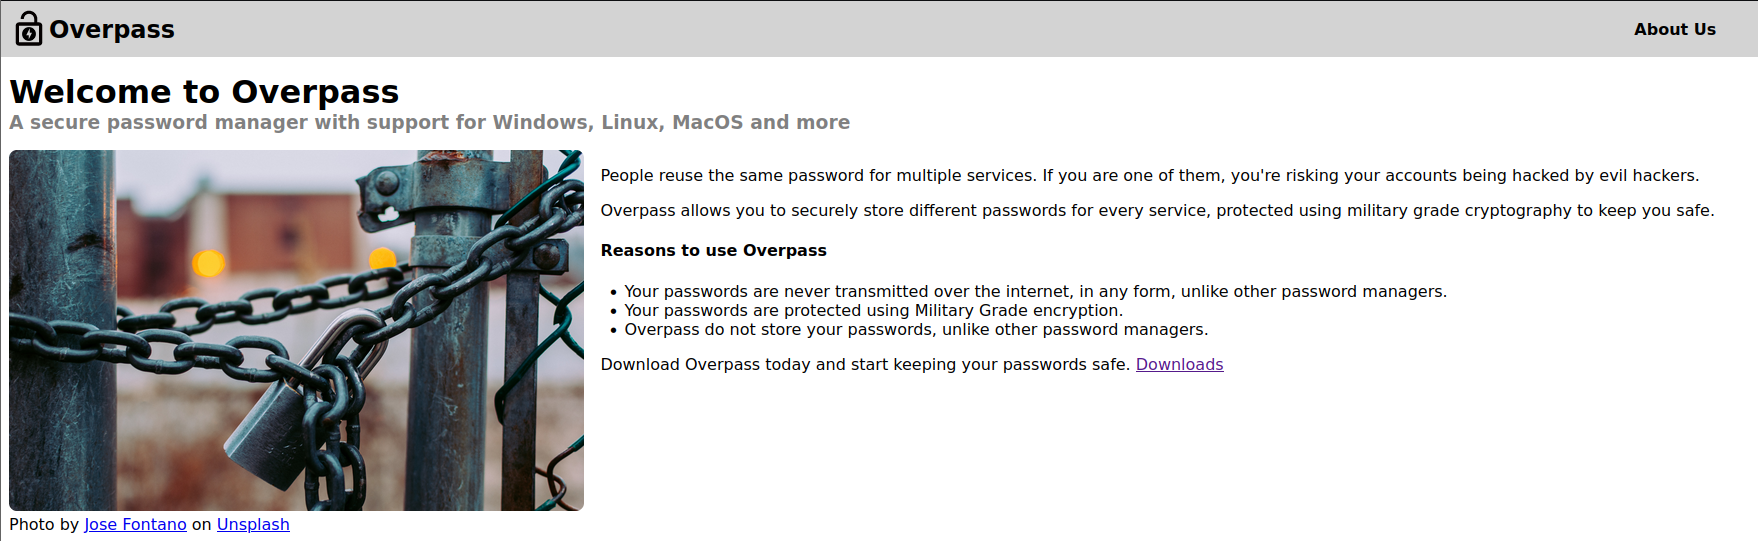 Overpass
About Us
Welcome to Overpass
A secure password manager with support for Windows, Linux, MacOS and more
People reuse the same password for multiple services. If you are one of them, you're risking your accounts being hacked by evil hackers.
Overpass allows you to securely store different passwords for every service, protected using military grade cryptography to keep you safe.
Reasons to use Overpass
• Your passwords are never transmitted over the internet, in any form, unlike other password managers.
• Your passwords are protected using Military Grade encryption.
• Overpass do not store your passwords, unlike other password managers.
Download Overpass today and start keeping your passwords safe. Downloads
Photo by Jose Fontano on Unsplash